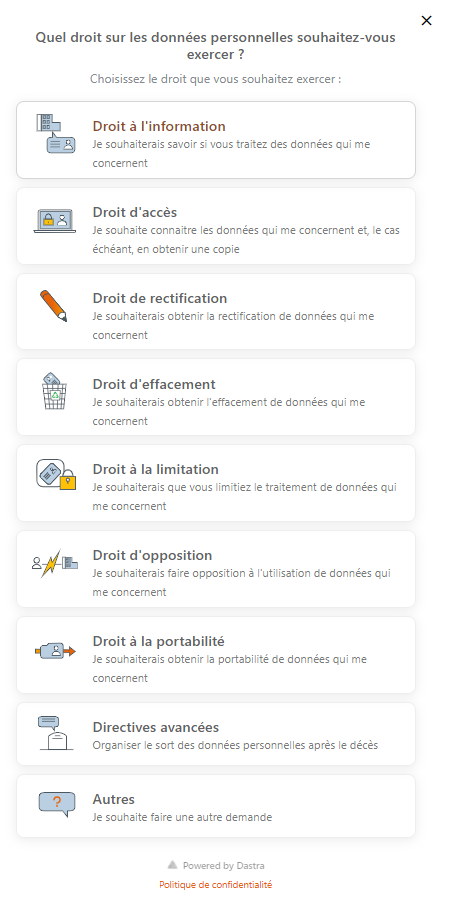 Quel droit sur les données personnelles souhaitez-vous
exercer ?
Choisissez le droit que vous souhaitez exercer :
Droit à l'information
Je souhaiterais savoir si vous traitez des données qui me
concernent
Droit d'accès
Je souhaite connaitre les données qui me concernent et, le cas
échéant, en obtenir une copie
Droit de rectification
Je souhaiterais obtenir la rectification de données qui me
concernent
Droit d'effacement
Je souhaiterais obtenir l'effacement de données qui me
concernent
Droit à la limitation
Je souhaiterais que vous limitiez le traitement de données qui
me concernent
Droit d'opposition
Je souhaiterais faire opposition à l'utilisation de données qui
me concernent
Droit à la portabilité
Je souhaiterais obtenir la portabilité de données qui me
concernent
Directives avancées
Organiser le sort des données personnelles après le décès
?
Autres
Je souhaite faire une autre demande
Powered by Dastra
Politique de confidentialité